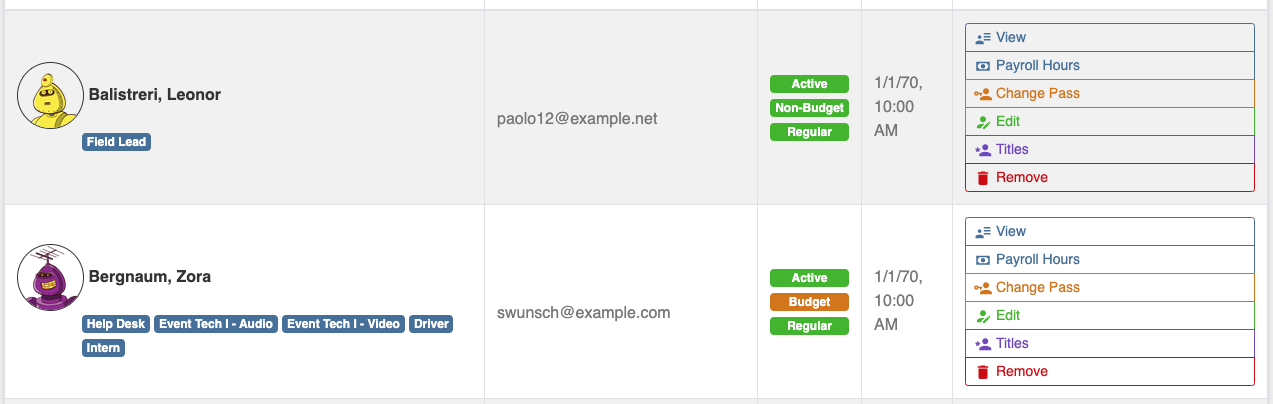 Balistreri, Leonor
Field Lead
paolo12@example.net
Active
Non-Budget
Regular
1/1/70,
10:00
AM
View
Payroll Hours
Change Pass
Edit
Titles
Remove
Bergnaum, Zora
Help Desk Event Tech I - Audio Event Tech I - Video Driver
Intern
swunsch@example.com
Active
Budget
Regular
1/1/70,
10:00
AM
View
Payroll Hours
Change Pass
Edit
Titles
Remove